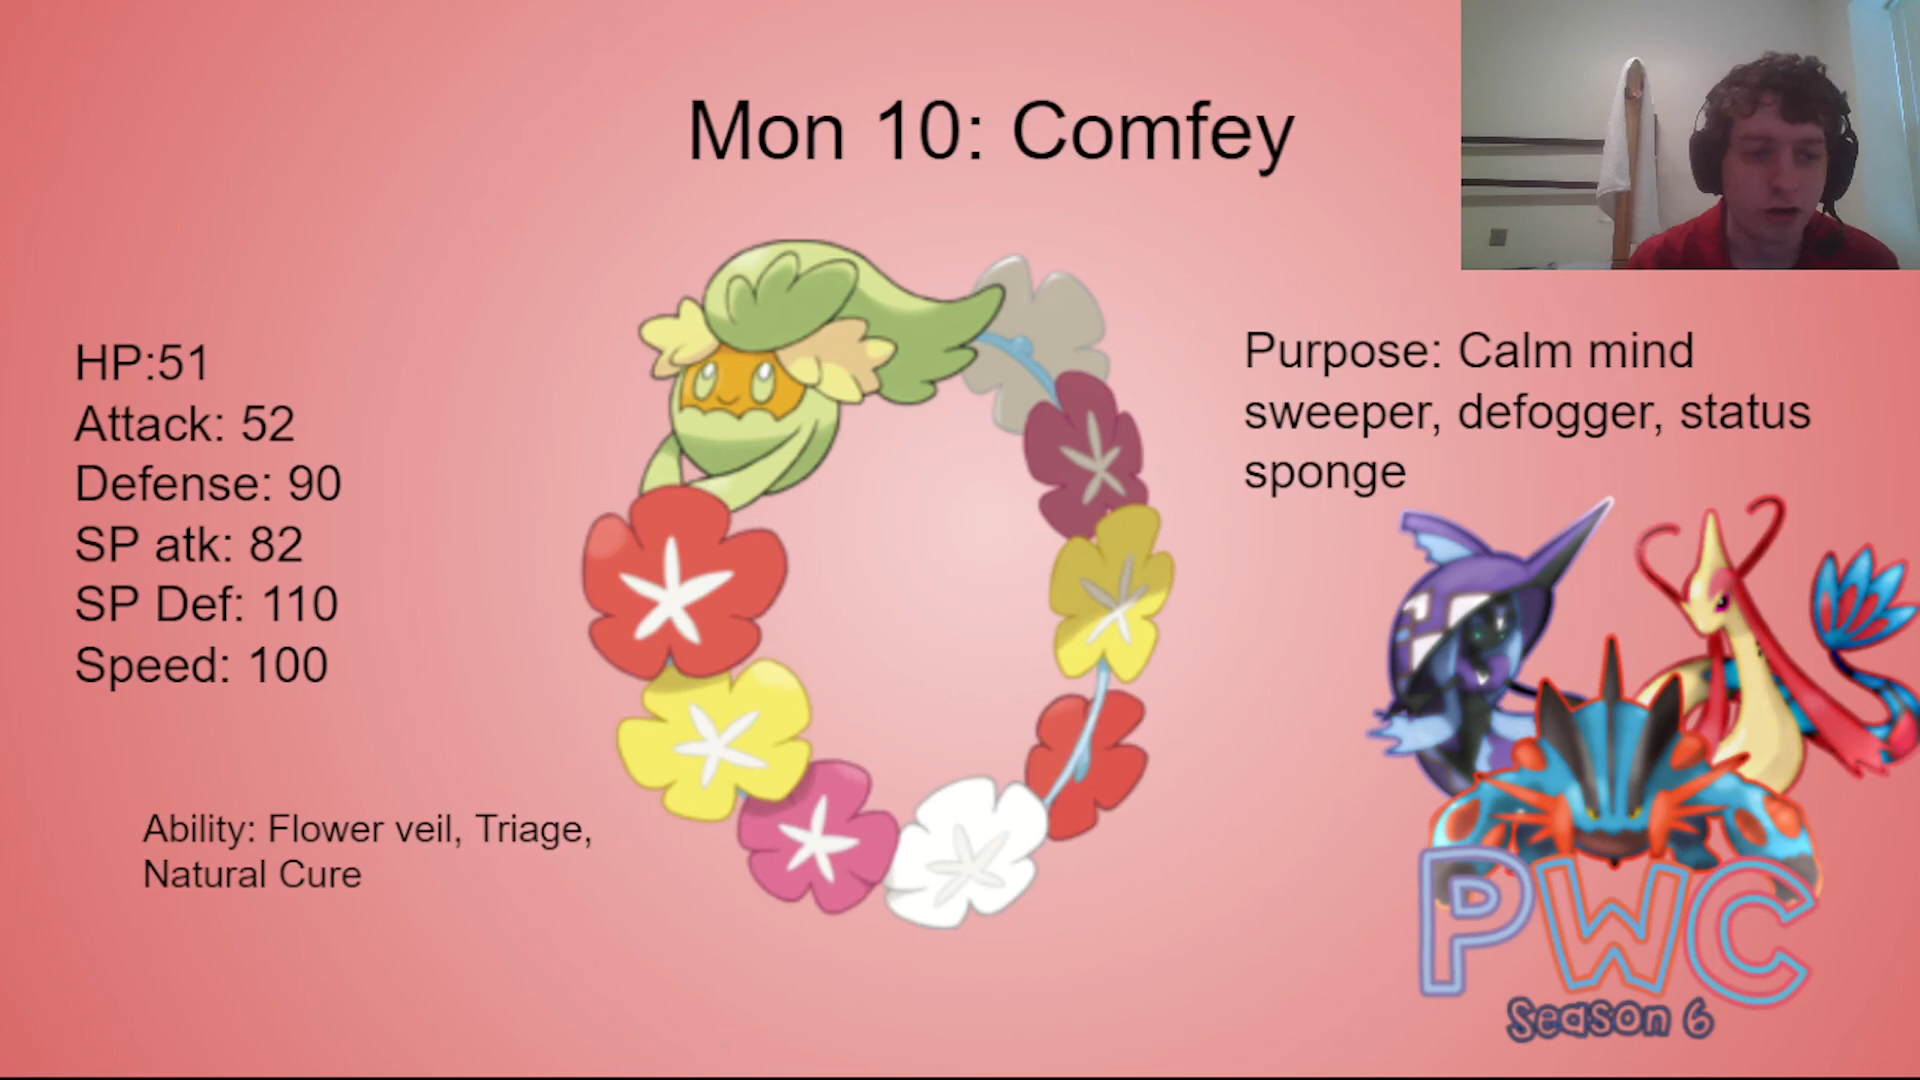 Mon 10: Comfey
HP:51
Attack: 52
Defense: 90
SP atk: 82
SP Def: 110
Speed: 100
Ability: Flower veil, Triage,
Natural Cure
Purpose: Calm mind
sweeper, defogger, status
sponge
PWC
Season 6